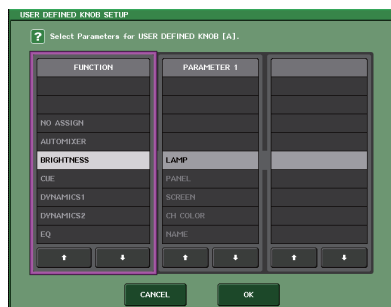 USER DEFINED KNOB SETUP
? Select Parameters for USER DEFINED KNOB [A].
FUNCTION
PARAMETER 1
NO ASSIGN
AUTOMIXER
BRIGHTNESS
LAMP
CUE
PANEL
DYNAMICS1
SCREEN
DYNAMICS2
CH COLOR
EQ
NAME
CANCEL
OK